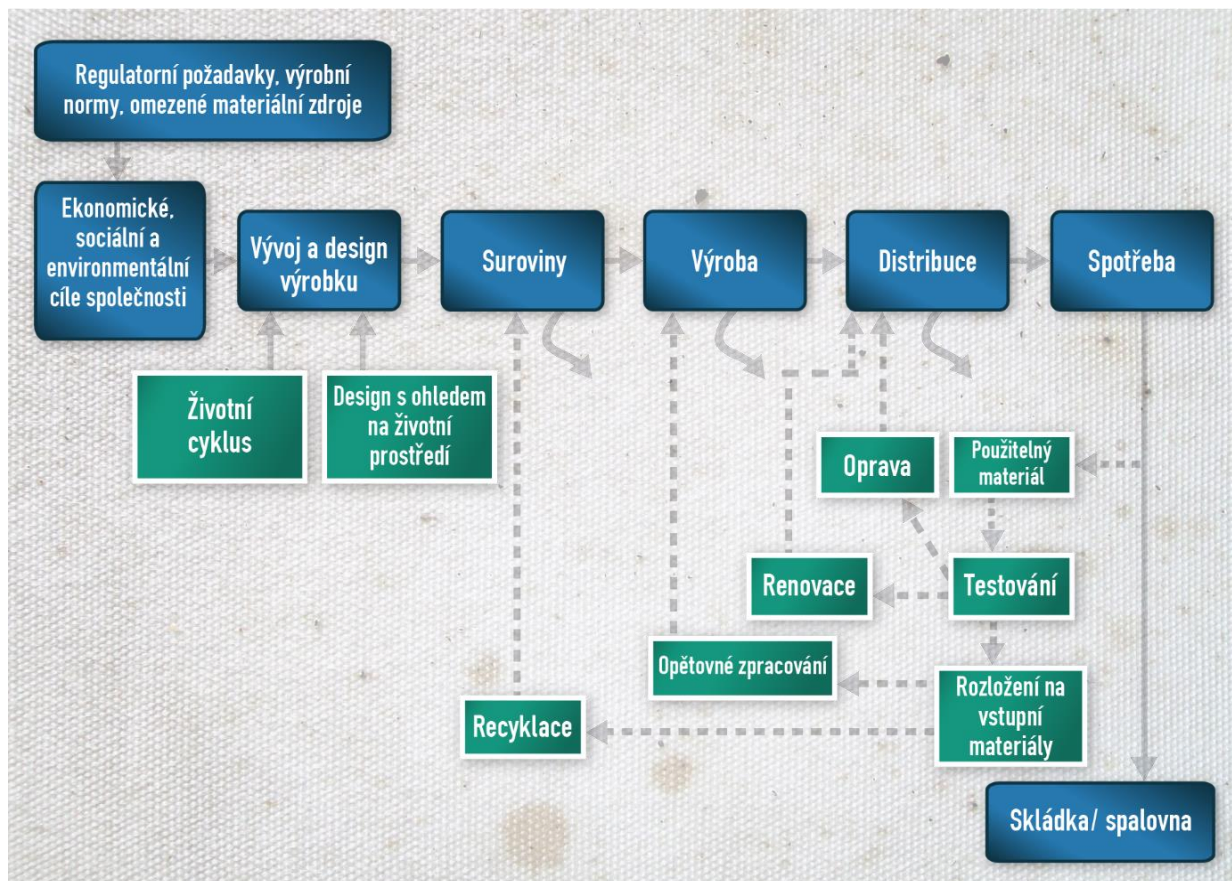 Regulatorní požadavky, výrobní
normy, omezené materiální zdroje
Ekonomické,
sociální a
environmentální
cíle společnosti
Vývoj a design
výrobku
Suroviny
Výroba
Distribuce
Spotřeba
Životní
cyklus
Design s ohledem
na životní
prostředí
Oprava
Použitelný
materiál
Renovace
Testování
Opětovné zpracování
Rozložení na
vstupní
materiály
Recyklace
Skládka/ spalovna